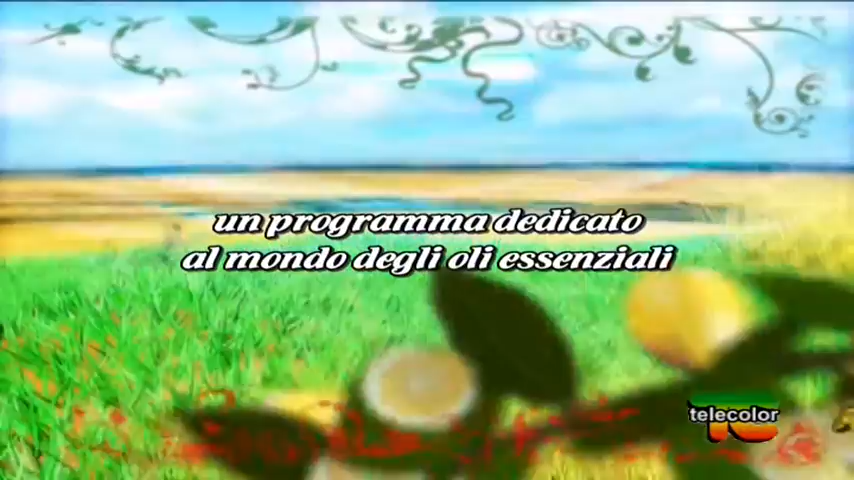 un programma dedicato
al mondo degli oli essenziali
telecolor